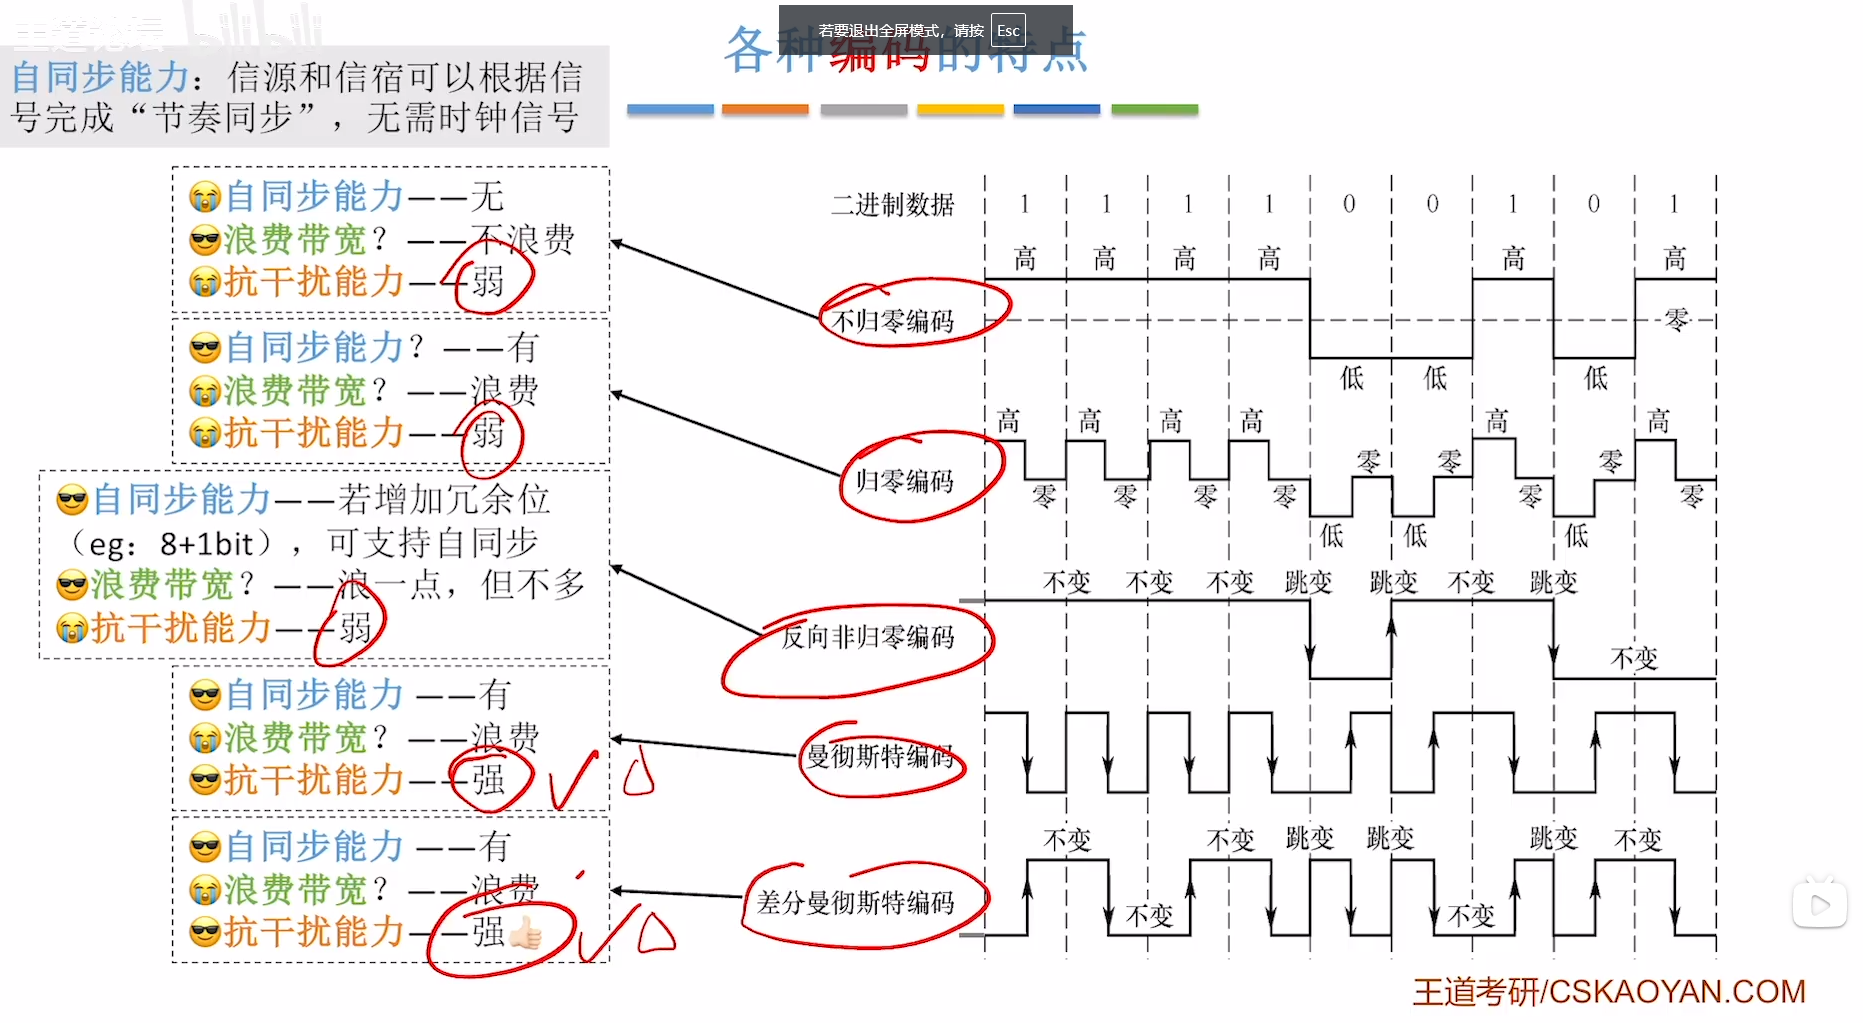 王道论坛 bilibili
若要退出全屏模式，请按 Esc
各种编码的特点
自同步能力：信源和信宿可以根据信
号完成“节奏同步”，无需时钟信号
😭自同步能力——无
😎浪费带宽？——不浪费
😭抗干扰能力——弱
😎自同步能力？——有
😭浪费带宽？——浪费
😭抗干扰能力——弱
😎自同步能力——若增加冗余位
（eg：8+1bit），可支持自同步
😎浪费带宽？——浪一点，但不多
😭抗干扰能力——弱
😎自同步能力 ——有
😭浪费带宽？——浪费
😎抗干扰能力——强
😎自同步能力 ——有
😭浪费带宽？——浪费
😎抗干扰能力——强👍🏻
二进制数据 1 1 1 1 0 0 1 0 1
高 高 高 高 高 高
不归零编码 零
低 低 低
高 高 高 高 高 高
零 零 零
归零编码 零 零 零 零 零 零
低 低 低
不变 不变 不变 跳变 跳变 不变 跳变
反向非归零编码 不变
曼彻斯特编码
不变 不变 跳变 跳变 跳变 不变
差分曼彻斯特编码 不变 不变
王道考研/CSKAOYAN.COM